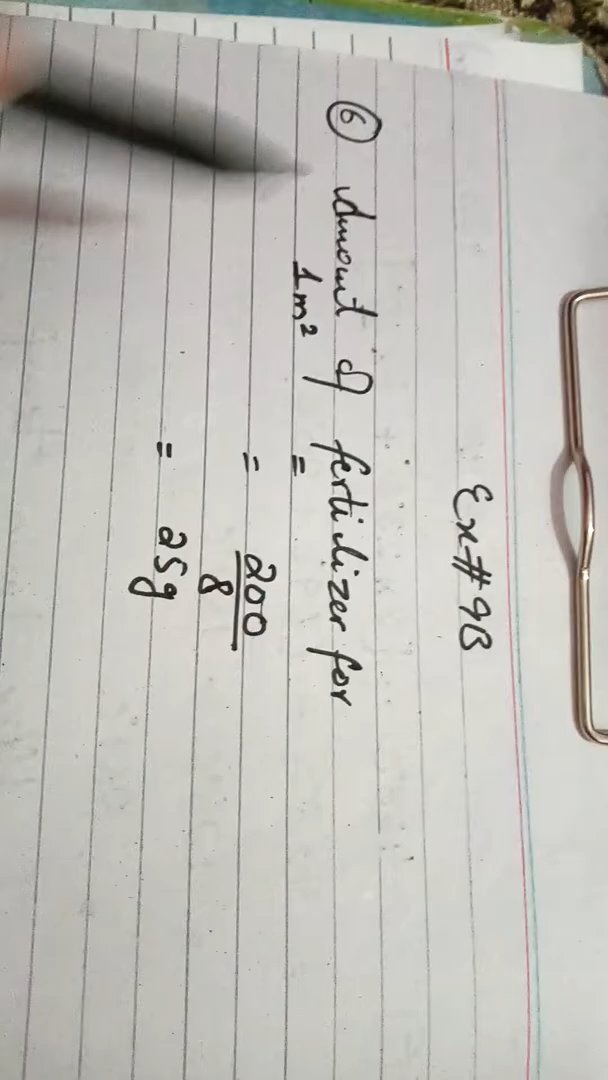 Ex # 9B
⑥ Amount of fertilizer for
1m² =
= 200/8
= 25g